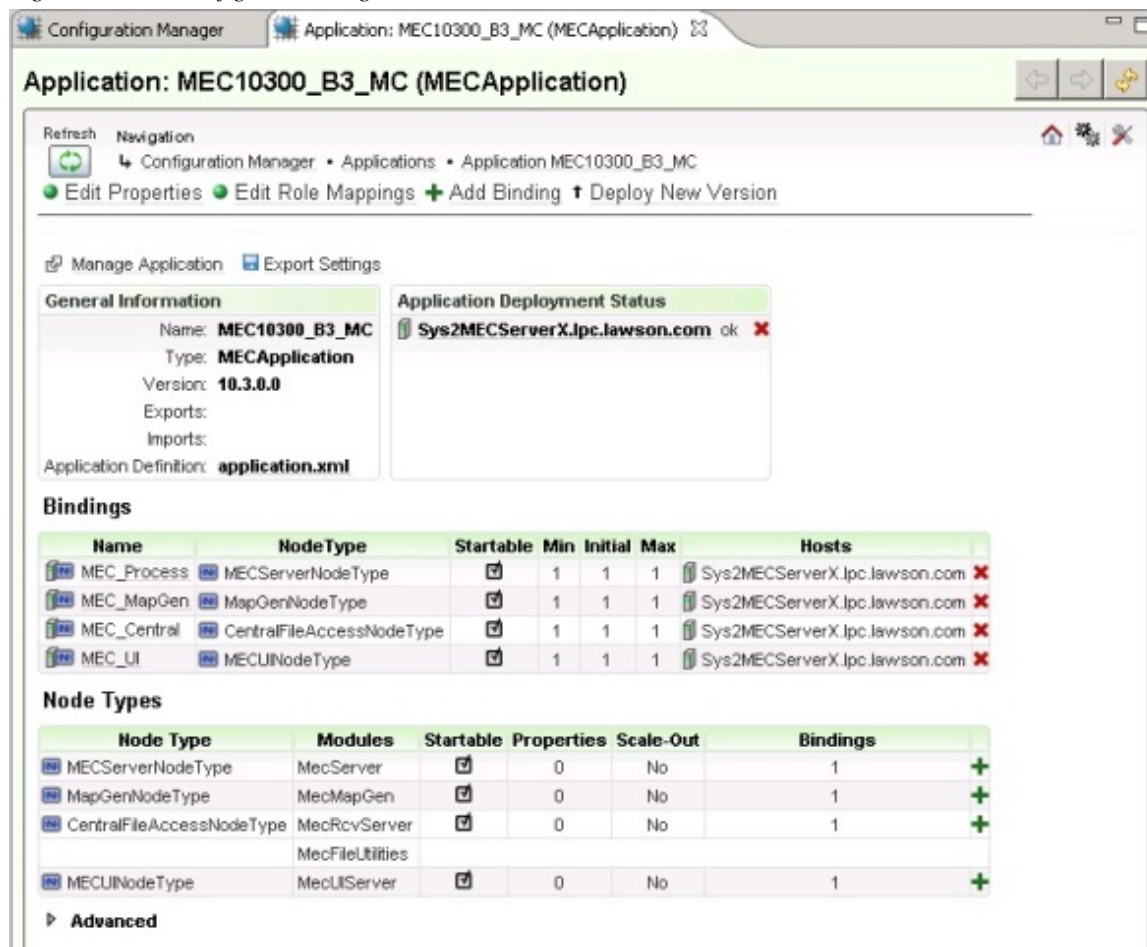 Configuration Manager
Application: MEC10300_B3_MC (MECApplication)
Application: MEC10300_B3_MC (MECApplication)
Refresh Navigation
Configuration Manager • Applications • Application MEC10300_B3_MC
Edit Properties Edit Role Mappings Add Binding Deploy New Version
Manage Application Export Settings
General Information
Name: MEC10300_B3_MC
Type: MECApplication
Version: 10.3.0.0
Exports:
Imports:
Application Definition: application.xml
Application Deployment Status
Sys2MECServerX.lpc.lawson.com ok
Bindings
Name NodeType Startable Min Initial Max Hosts
MEC_Process MECServerNodeType 1 1 1 Sys2MECServerX.lpc.lawson.com
MEC_MapGen MapGenNodeType 1 1 1 Sys2MECServerX.lpc.lawson.com
MEC_Central CentralFileAccessNodeType 1 1 1 Sys2MECServerX.lpc.lawson.com
MEC_UI MECUINodeType 1 1 1 Sys2MECServerX.lpc.lawson.com
Node Types
Node Type Modules Startable Properties Scale-Out Bindings
MECServerNodeType MecServer 0 No 1
MapGenNodeType MecMapGen 0 No 1
CentralFileAccessNodeType MecRcvServer 0 No 1
MecFileUtilities
MECUINodeType MecUIServer 0 No 1
Advanced